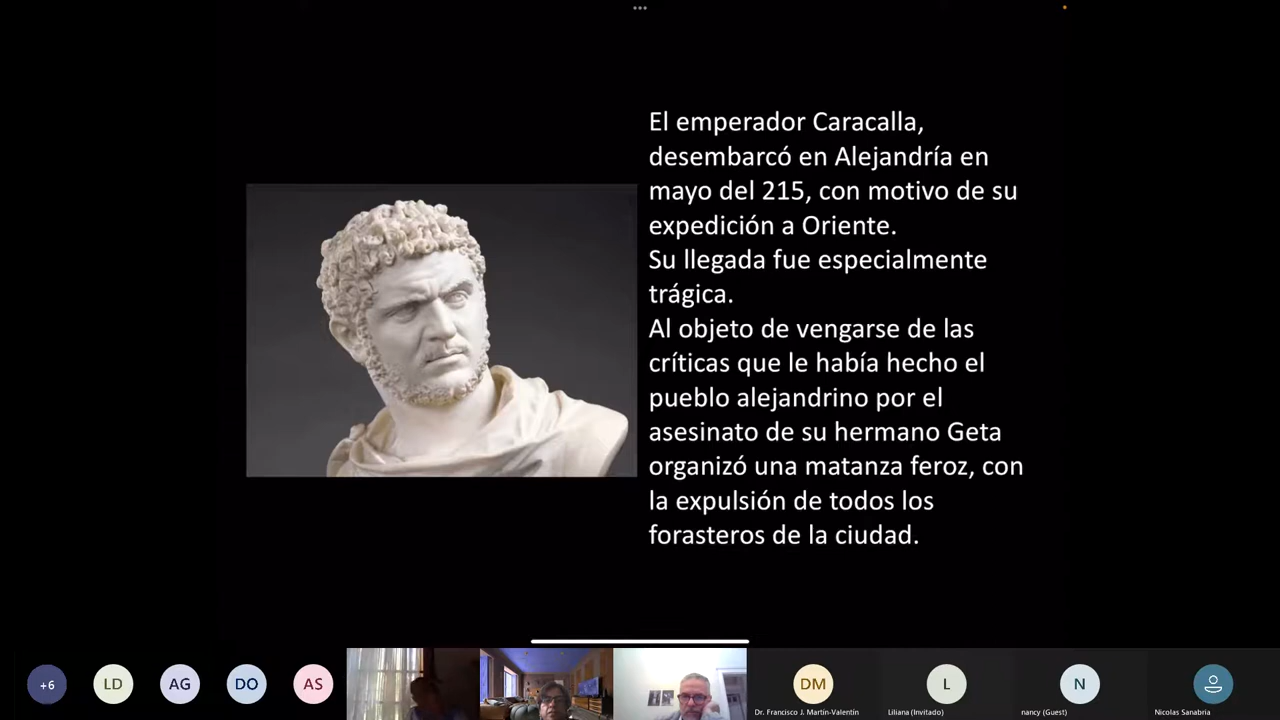 El emperador Caracalla,
desembarcó en Alejandría en
mayo del 215, con motivo de su
expedición a Oriente.
Su llegada fue especialmente
trágica.
Al objeto de vengarse de las
críticas que le había hecho el
pueblo alejandrino por el
asesinato de su hermano Geta
organizó una matanza feroz, con
la expulsión de todos los
forasteros de la ciudad.
+6
LD
AG
DO
AS
DM
L
N
Dr. Francisco J. Martín-Valentín
Liliana (Invitado)
nancy (Guest)
Nicolas Sanabria